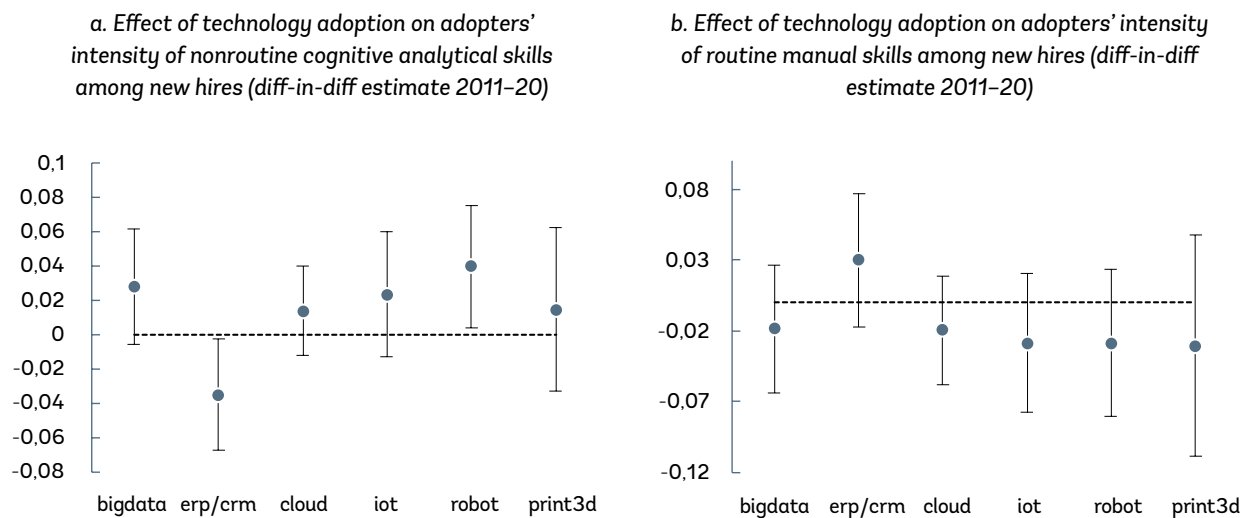 a. Effect of technology adoption on adopters’
intensity of nonroutine cognitive analytical skills
among new hires (diff-in-diff estimate 2011–20)
0,1
0,08
0,06
0,04
0,02
0
-0,02
-0,04
-0,06
-0,08
bigdata erp/crm cloud iot robot print3d
b. Effect of technology adoption on adopters’ intensity
of routine manual skills among new hires (diff-in-diff
estimate 2011–20)
0,08
0,03
-0,02
-0,07
-0,12
bigdata erp/crm cloud iot robot print3d